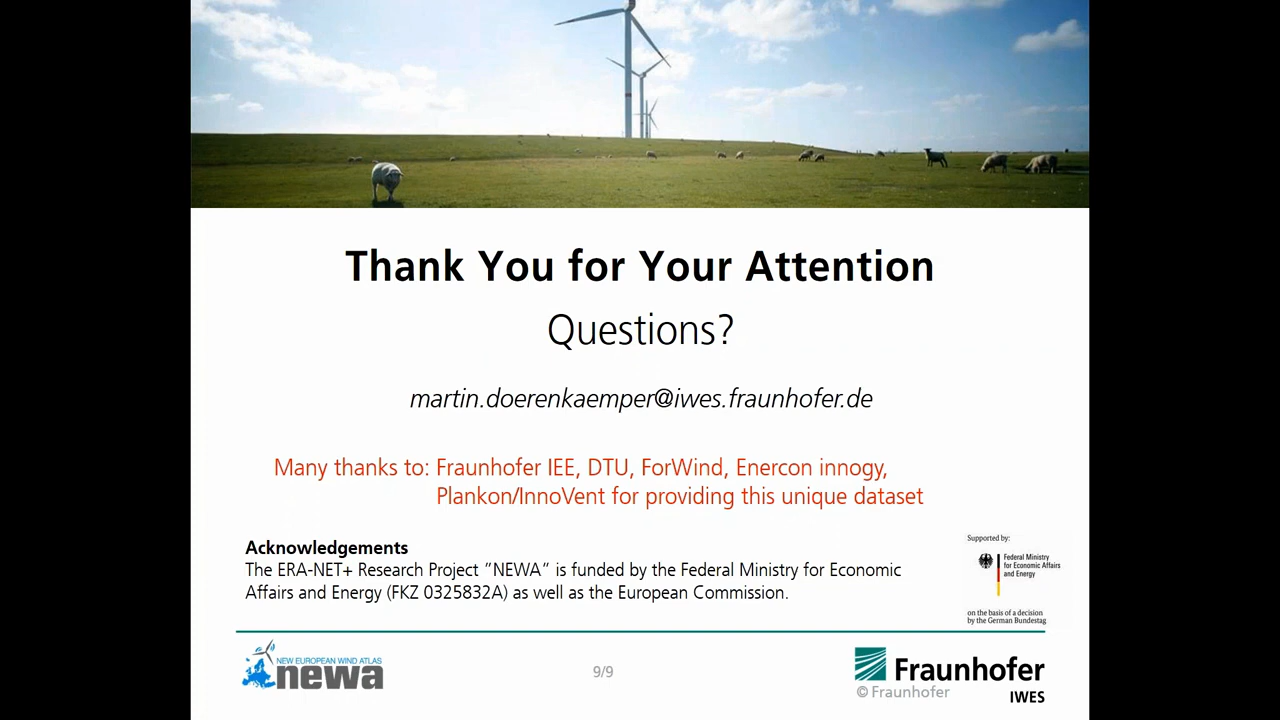 Thank You for Your Attention
Questions?
martin.doerenkaemper@iwes.fraunhofer.de
Many thanks to: Fraunhofer IEE, DTU, ForWind, Enercon innogy,
Plankon/InnoVent for providing this unique dataset
Acknowledgements
The ERA-NET+ Research Project ”NEWA” is funded by the Federal Ministry for Economic
Affairs and Energy (FKZ 0325832A) as well as the European Commission.
Supported by:
Federal Ministry
for Economic Affairs
and Energy
on the basis of a decision
by the German Bundestag
NEW EUROPEAN WIND ATLAS
newa
9/9
Fraunhofer
© Fraunhofer
IWES